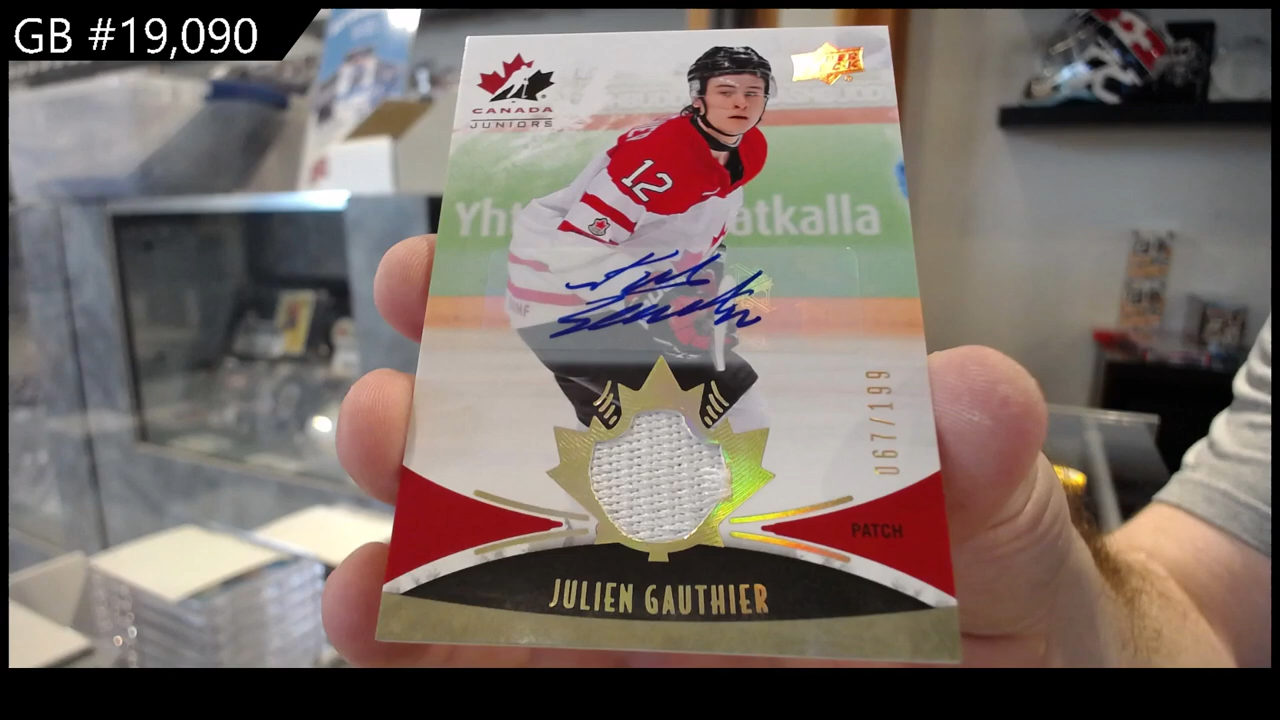 GB #19,090
CANADA
JUNIORS
12
Yht atkalla
067/199
PATCH
JULIEN GAUTHIER